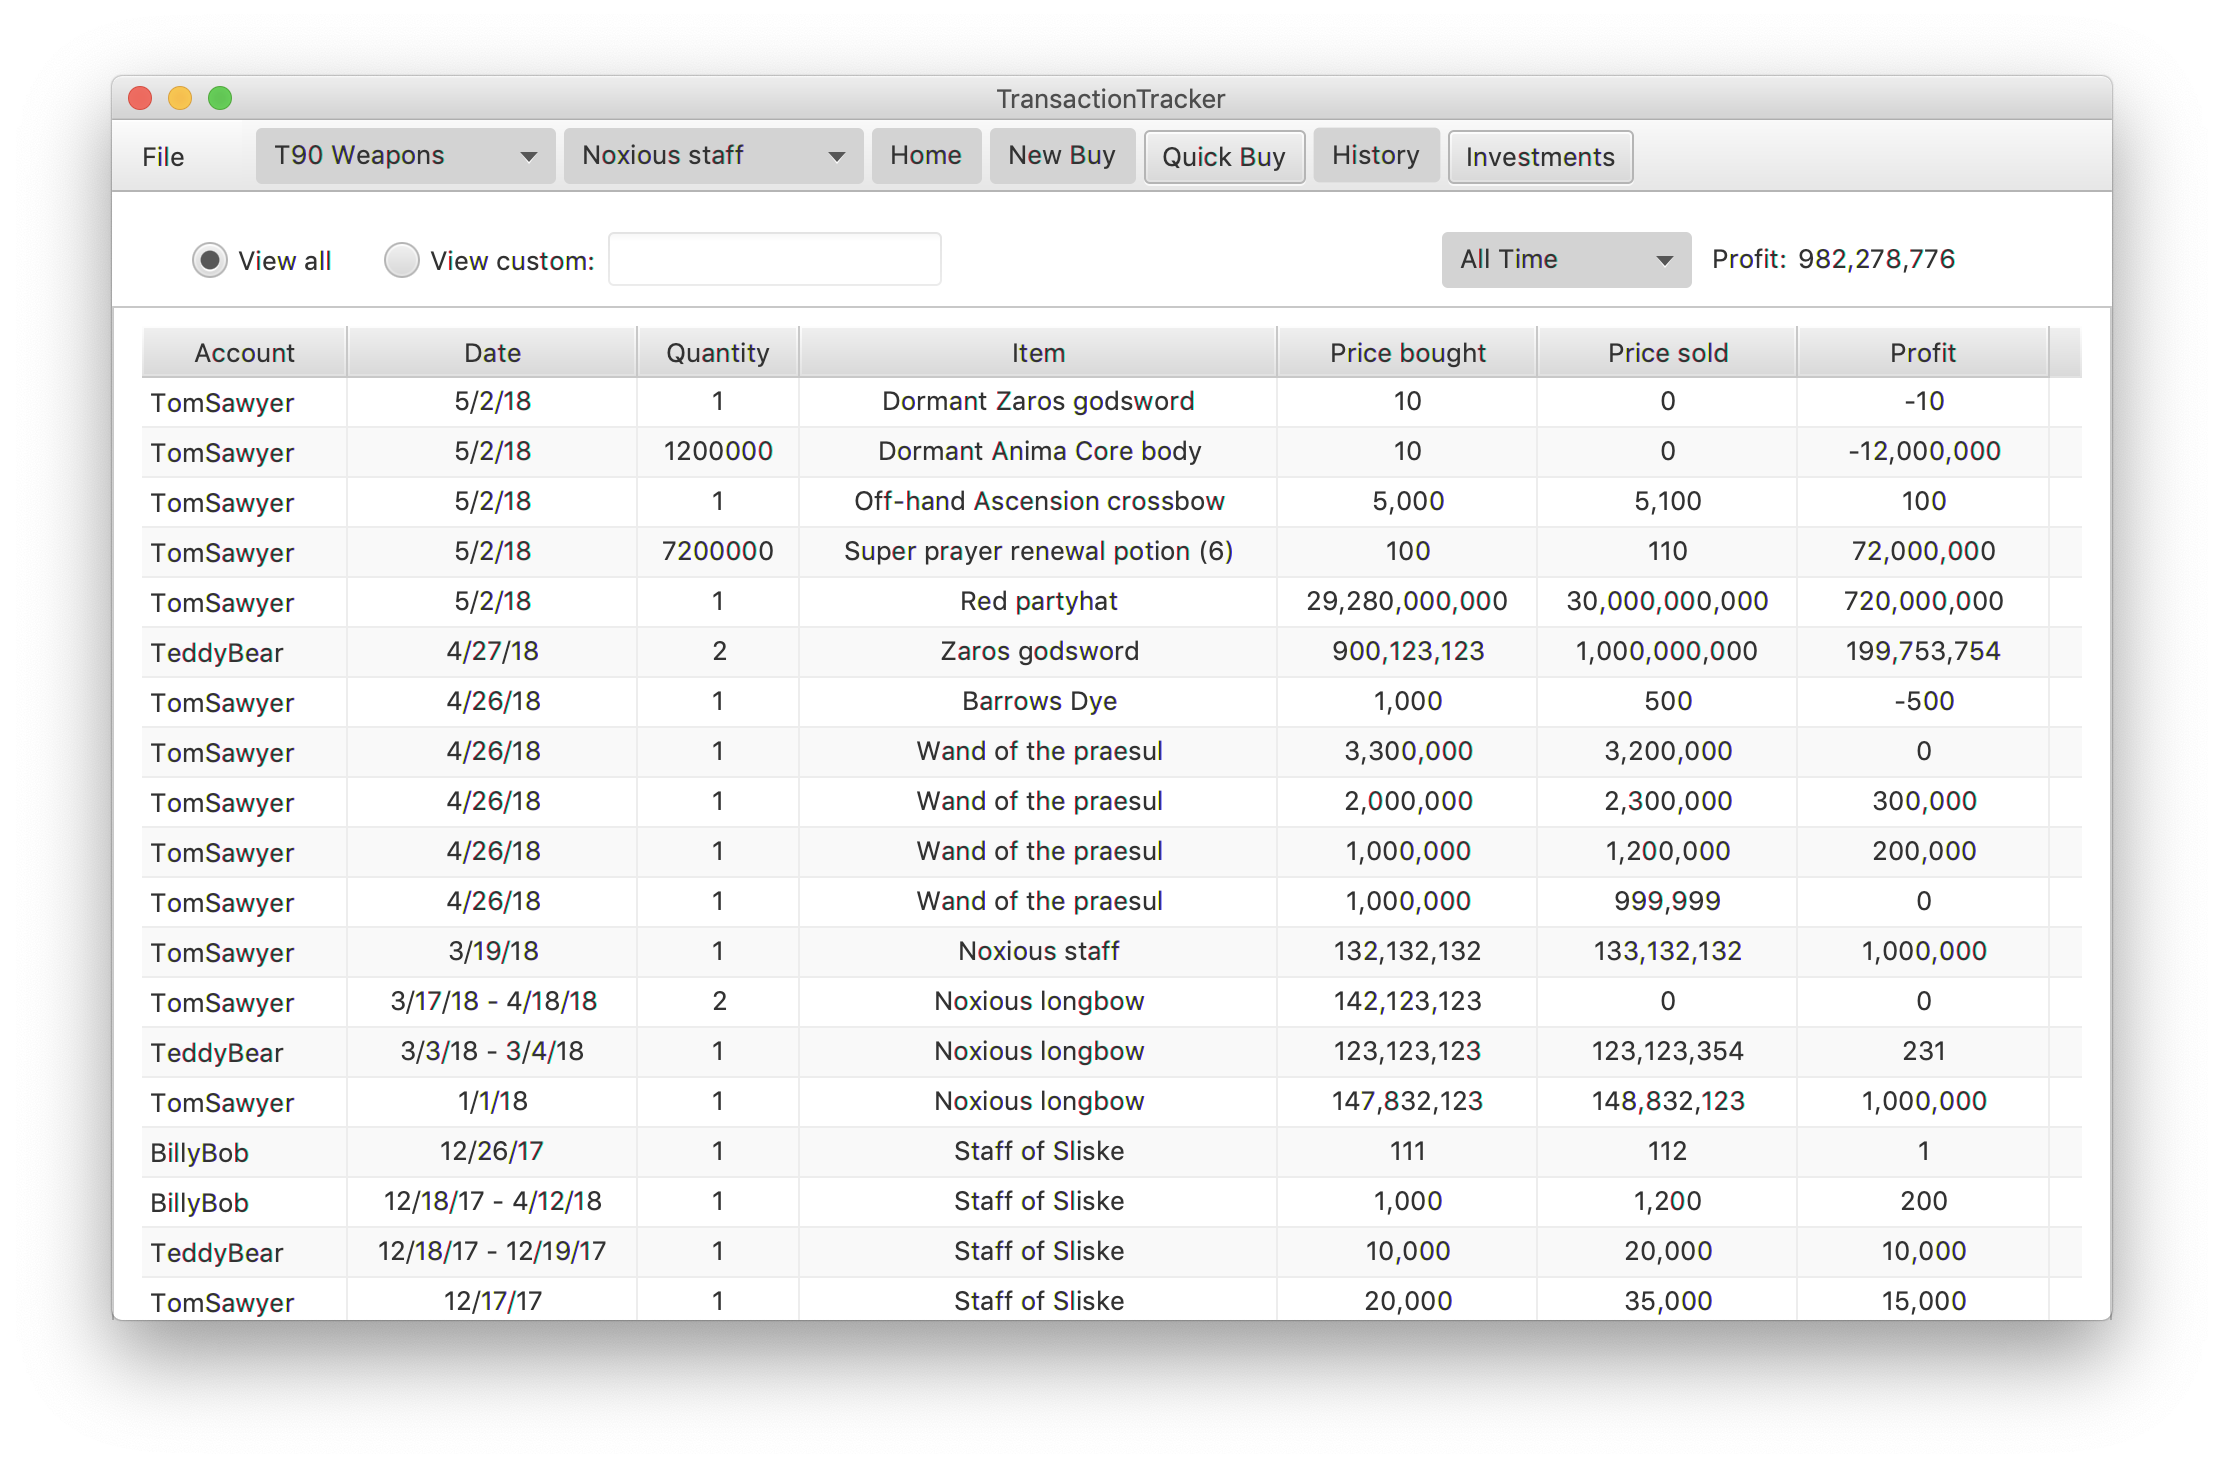 TransactionTracker
File T90 Weapons Noxious staff Home New Buy Quick Buy History Investments
View all View custom: All Time Profit: 982,278,776
Account Date Quantity Item Price bought Price sold Profit
TomSawyer 5/2/18 1 Dormant Zaros godsword 10 0 -10
TomSawyer 5/2/18 1200000 Dormant Anima Core body 10 0 -12,000,000
TomSawyer 5/2/18 1 Off-hand Ascension crossbow 5,000 5,100 100
TomSawyer 5/2/18 7200000 Super prayer renewal potion (6) 100 110 72,000,000
TomSawyer 5/2/18 1 Red partyhat 29,280,000,000 30,000,000,000 720,000,000
TeddyBear 4/27/18 2 Zaros godsword 900,123,123 1,000,000,000 199,753,754
TomSawyer 4/26/18 1 Barrows Dye 1,000 500 -500
TomSawyer 4/26/18 1 Wand of the praesul 3,300,000 3,200,000 0
TomSawyer 4/26/18 1 Wand of the praesul 2,000,000 2,300,000 300,000
TomSawyer 4/26/18 1 Wand of the praesul 1,000,000 1,200,000 200,000
TomSawyer 4/26/18 1 Wand of the praesul 1,000,000 999,999 0
TomSawyer 3/19/18 1 Noxious staff 132,132,132 133,132,132 1,000,000
TomSawyer 3/17/18 - 4/18/18 2 Noxious longbow 142,123,123 0 0
TeddyBear 3/3/18 - 3/4/18 1 Noxious longbow 123,123,123 123,123,354 231
TomSawyer 1/1/18 1 Noxious longbow 147,832,123 148,832,123 1,000,000
BillyBob 12/26/17 1 Staff of Sliske 111 112 1
BillyBob 12/18/17 - 4/12/18 1 Staff of Sliske 1,000 1,200 200
TeddyBear 12/18/17 - 12/19/17 1 Staff of Sliske 10,000 20,000 10,000
TomSawyer 12/17/17 1 Staff of Sliske 20,000 35,000 15,000